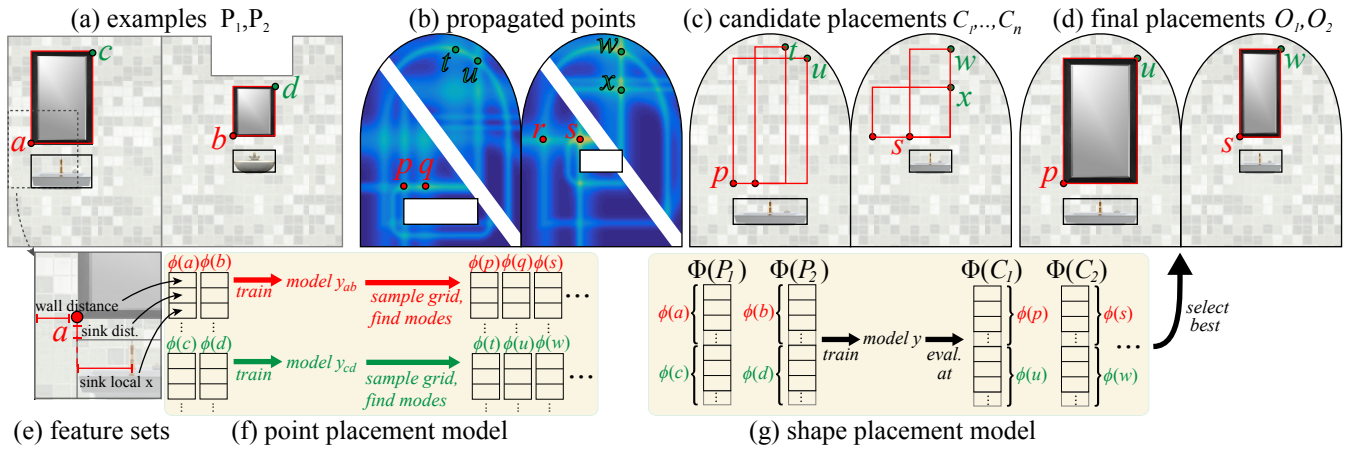 (a) examples P₁,P₂
(b) propagated points
(c) candidate placements C₁,...,Cₙ
(d) final placements O₁,O₂
a
c
b
d
t
u
p
q
w
x
r
s
t
u
p
w
x
s
u
p
w
s
wall distance
a
sink dist.
sink local x
ϕ(a) ϕ(b)
train
model y_ab
sample grid,
find modes
ϕ(p) ϕ(q) ϕ(s)
ϕ(c) ϕ(d)
train
model y_cd
sample grid,
find modes
ϕ(t) ϕ(u) ϕ(w)
Φ(P₁) Φ(P₂)
ϕ(a)
ϕ(c)
ϕ(b)
ϕ(d)
train
model y
eval.
at
Φ(C₁) Φ(C₂)
ϕ(p)
ϕ(u)
ϕ(s)
ϕ(w)
select
best
(e) feature sets
(f) point placement model
(g) shape placement model